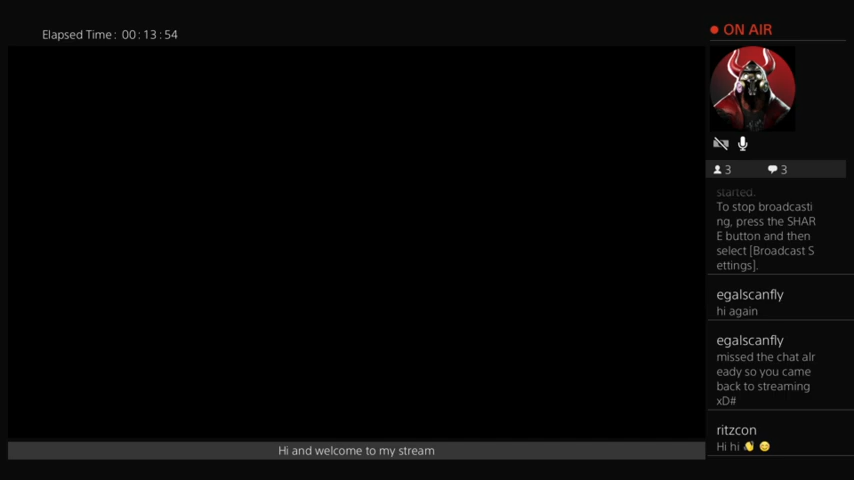 Elapsed Time: 00:13:54
ON AIR
3 3
started.
To stop broadcasti
ng, press the SHAR
E button and then
select [Broadcast S
ettings].
egalscanfly
hi again
egalscanfly
missed the chat alr
eady so you came
back to streaming
xD#
ritzcon
Hi hi 👋 😊
Hi and welcome to my stream